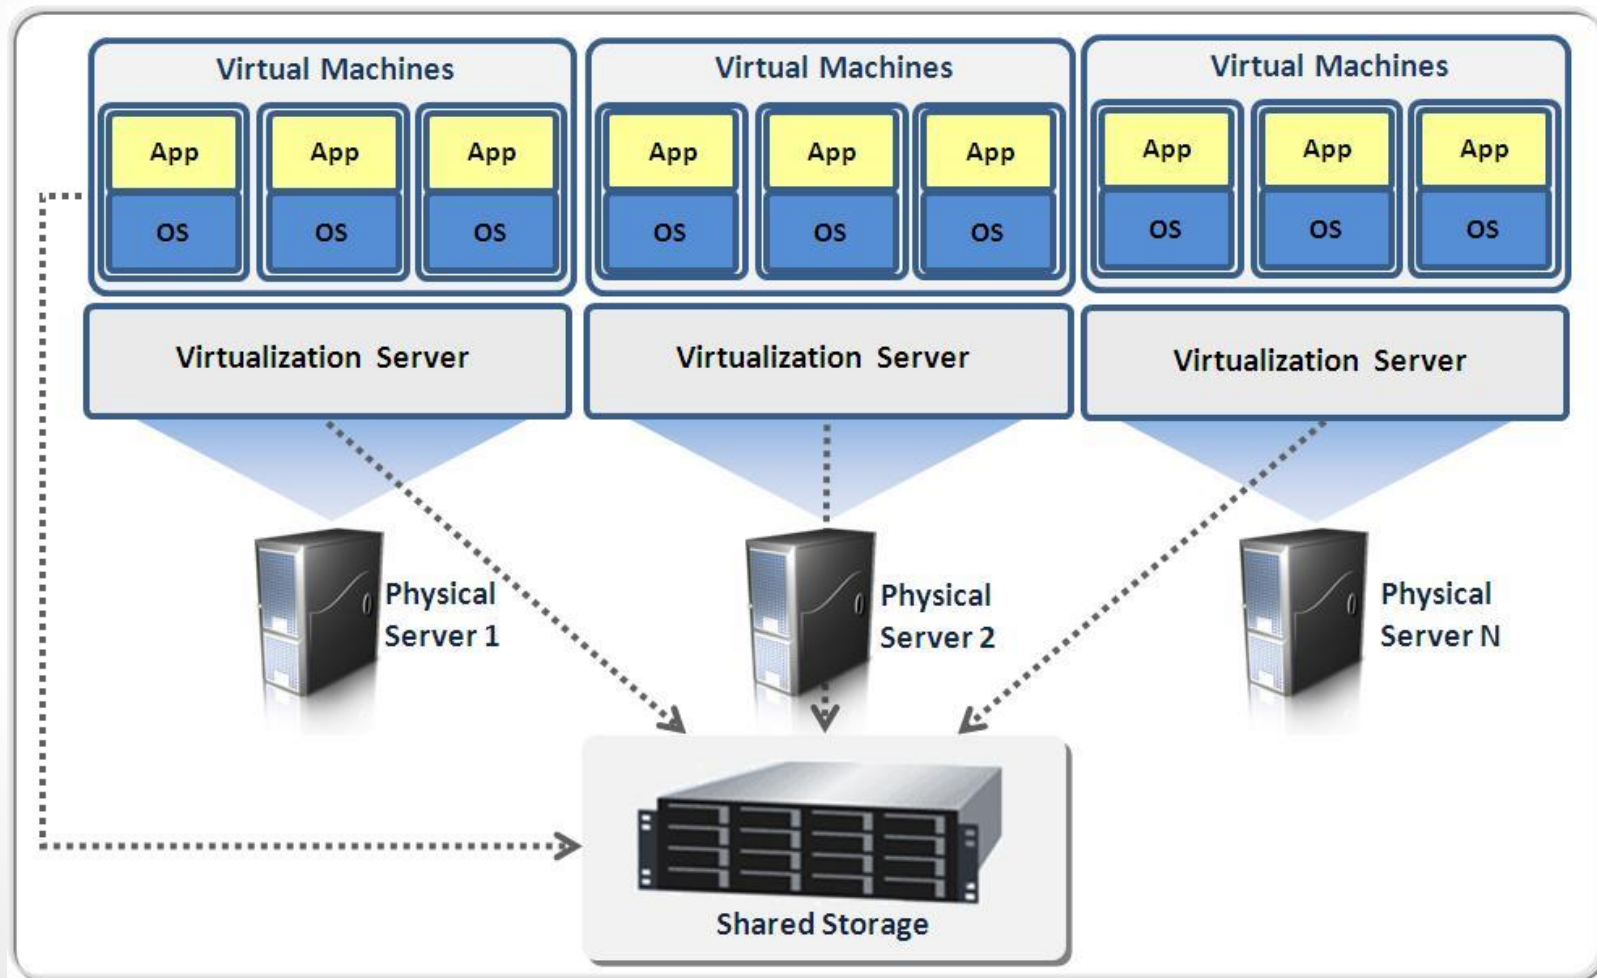 Virtual Machines
Virtual Machines
Virtual Machines
App
App
App
App
App
App
App
App
App
OS
OS
OS
OS
OS
OS
OS
OS
OS
Virtualization Server
Virtualization Server
Virtualization Server
Physical
Server 1
Physical
Server 2
Physical
Server N
Shared Storage